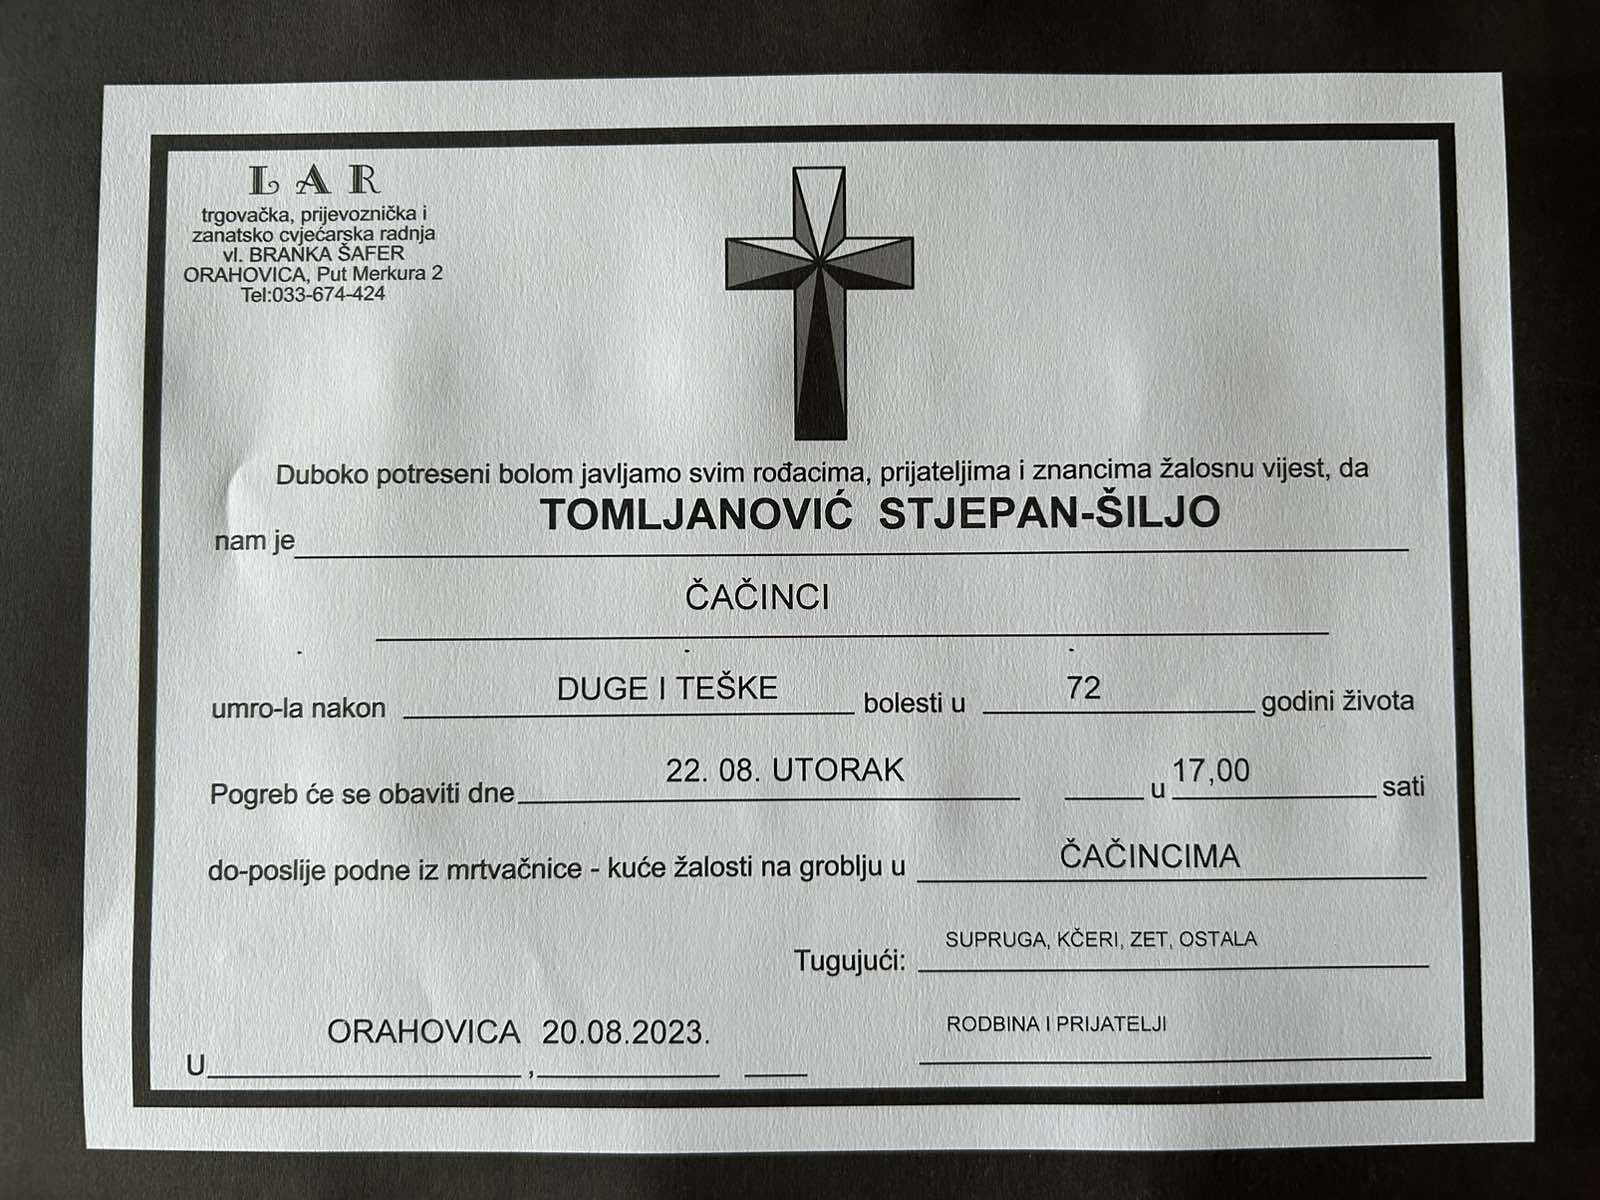 LAR
trgovačka, prijevoznička i
zanatsko cvjećarska radnja
vl. BRANKA ŠAFER
ORAHOVICA, Put Merkura 2
Tel:033-674-424
Duboko potreseni bolom javljamo svim rođacima, prijateljima i znancima žalosnu vijest, da
nam je TOMLJANOVIĆ STJEPAN-ŠILJO
ČAČINCI
umro-la nakon DUGE I TEŠKE bolesti u 72 godini života
Pogreb će se obaviti dne 22. 08. UTORAK u 17,00 sati
do-poslije podne iz mrtvačnice - kuće žalosti na groblju u ČAČINCIMA
Tugujući: SUPRUGA, KČERI, ZET, OSTALA
RODBINA I PRIJATELJI
U ORAHOVICA , 20.08.2023.